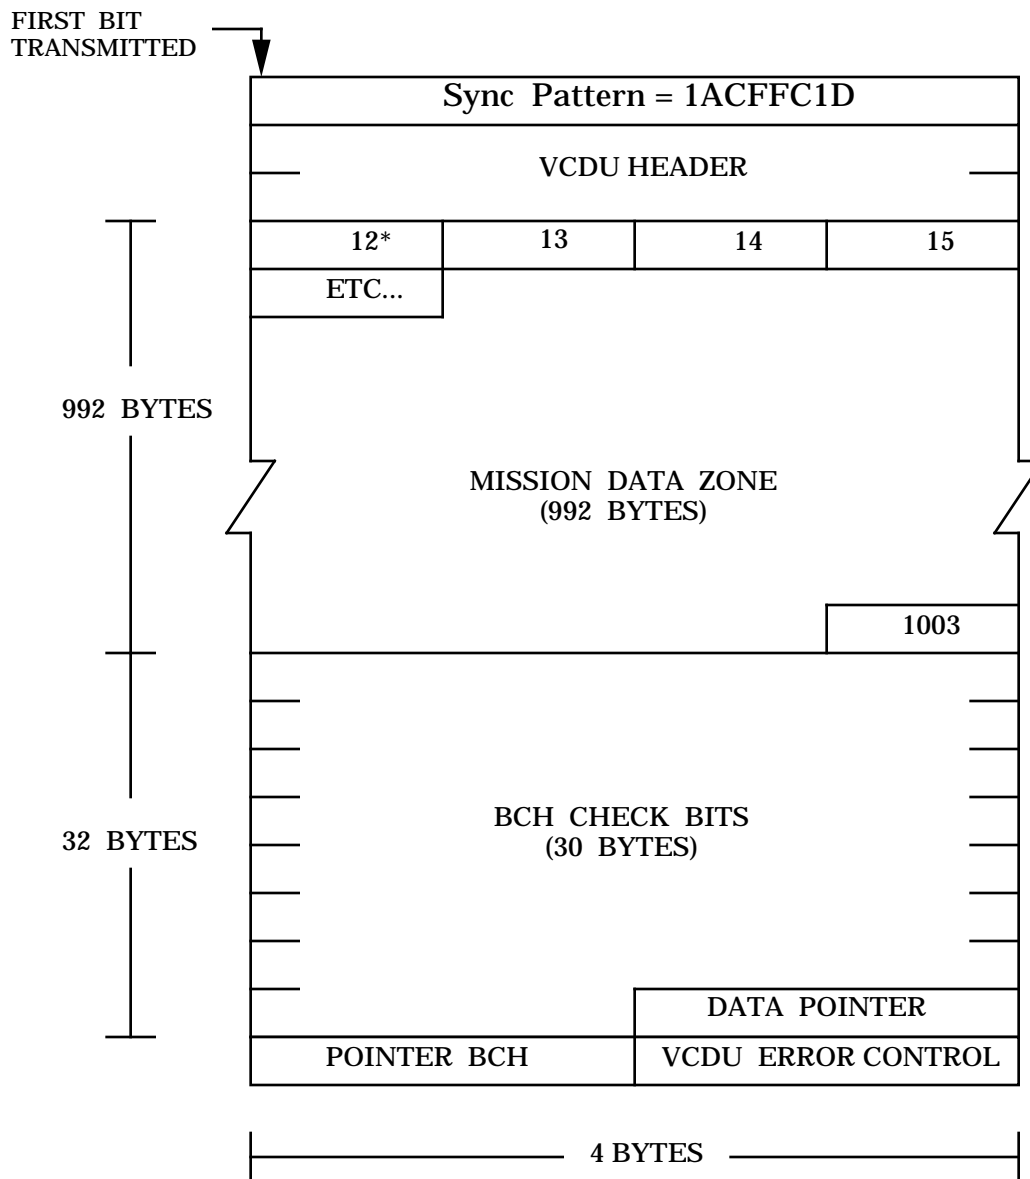 FIRST BIT
TRANSMITTED
Sync Pattern = 1ACFFC1D
VCDU HEADER
12* 13 14 15
ETC...
992 BYTES
MISSION DATA ZONE
(992 BYTES)
1003
BCH CHECK BITS
(30 BYTES)
32 BYTES
DATA POINTER
POINTER BCH VCDU ERROR CONTROL
4 BYTES